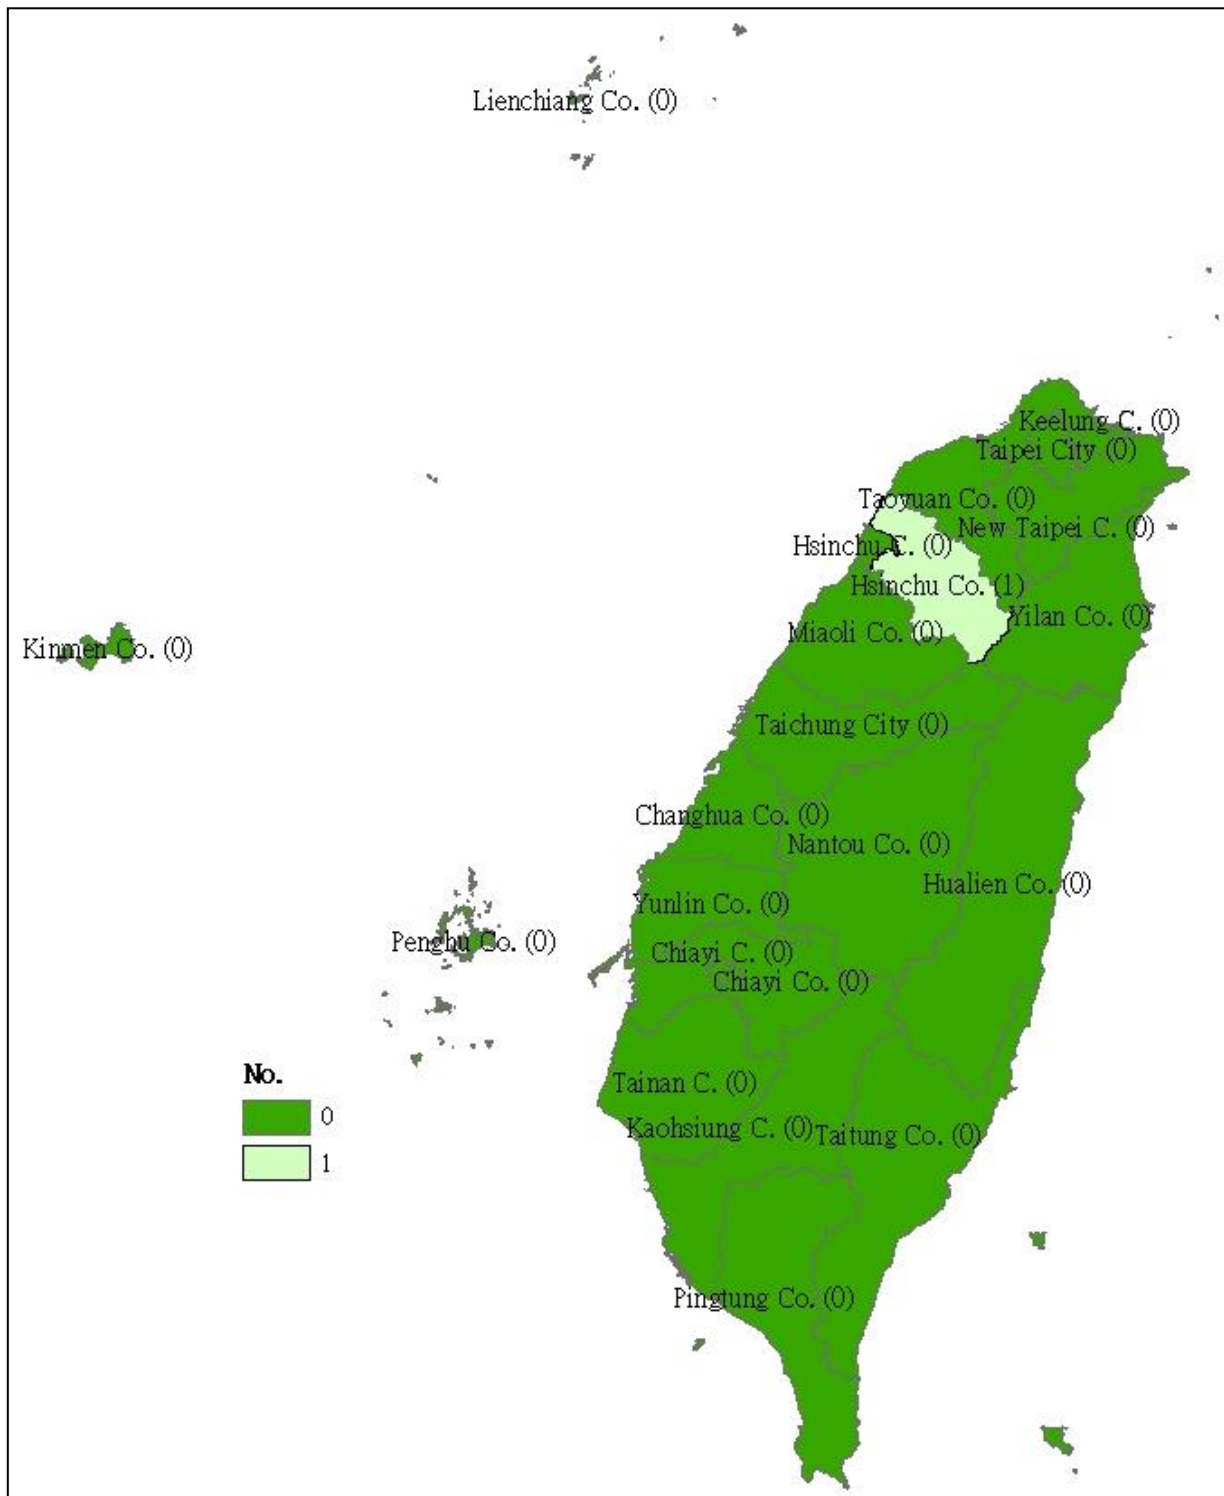 Lienchiang Co. (0)
Keelung C. (0)
Taipei City (0)
Taoyuan Co. (0)
New Taipei C. (0)
Hsinchu C. (0)
Hsinchu Co. (1)
Yilan Co. (0)
Miaoli Co. (0)
Kinmen Co. (0)
Taichung City (0)
Changhua Co. (0)
Nantou Co. (0)
Hualien Co. (0)
Yunlin Co. (0)
Penghu Co. (0)
Chiayi C. (0)
Chiayi Co. (0)
No.
0
1
Tainan C. (0)
Kaohsiung C. (0)
Taitung Co. (0)
Pingtung Co. (0)